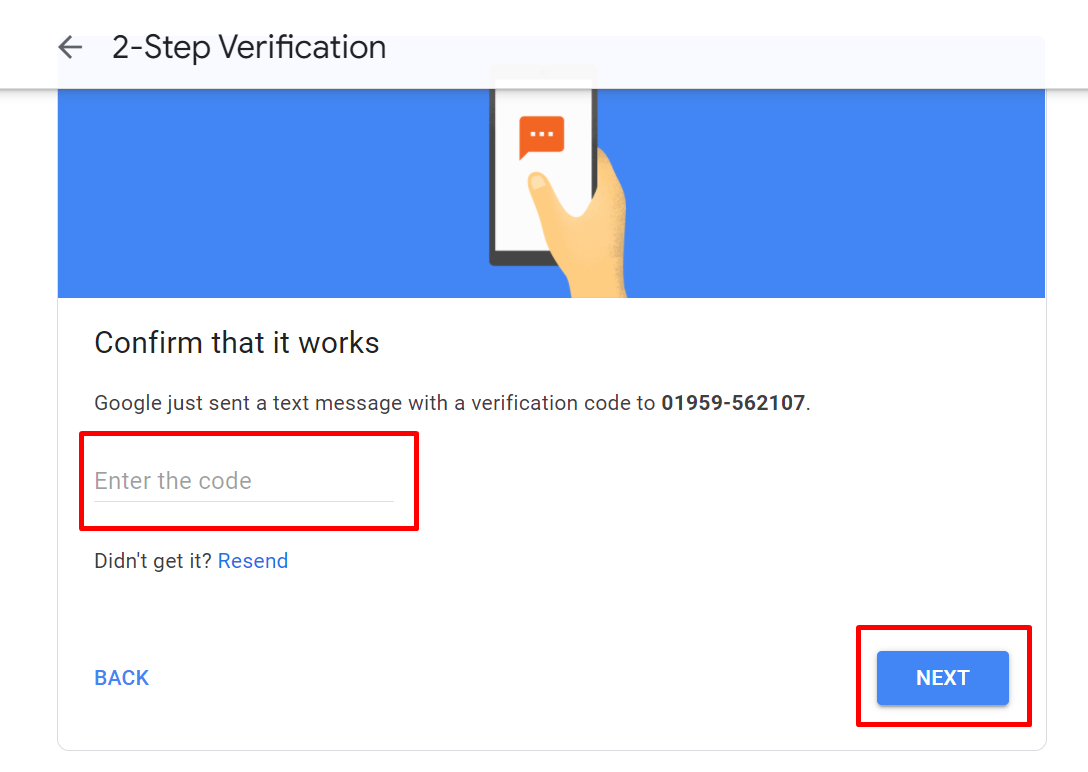 2-Step Verification
Confirm that it works
Google just sent a text message with a verification code to 01959-562107.
Enter the code
Didn't get it? Resend
BACK
NEXT